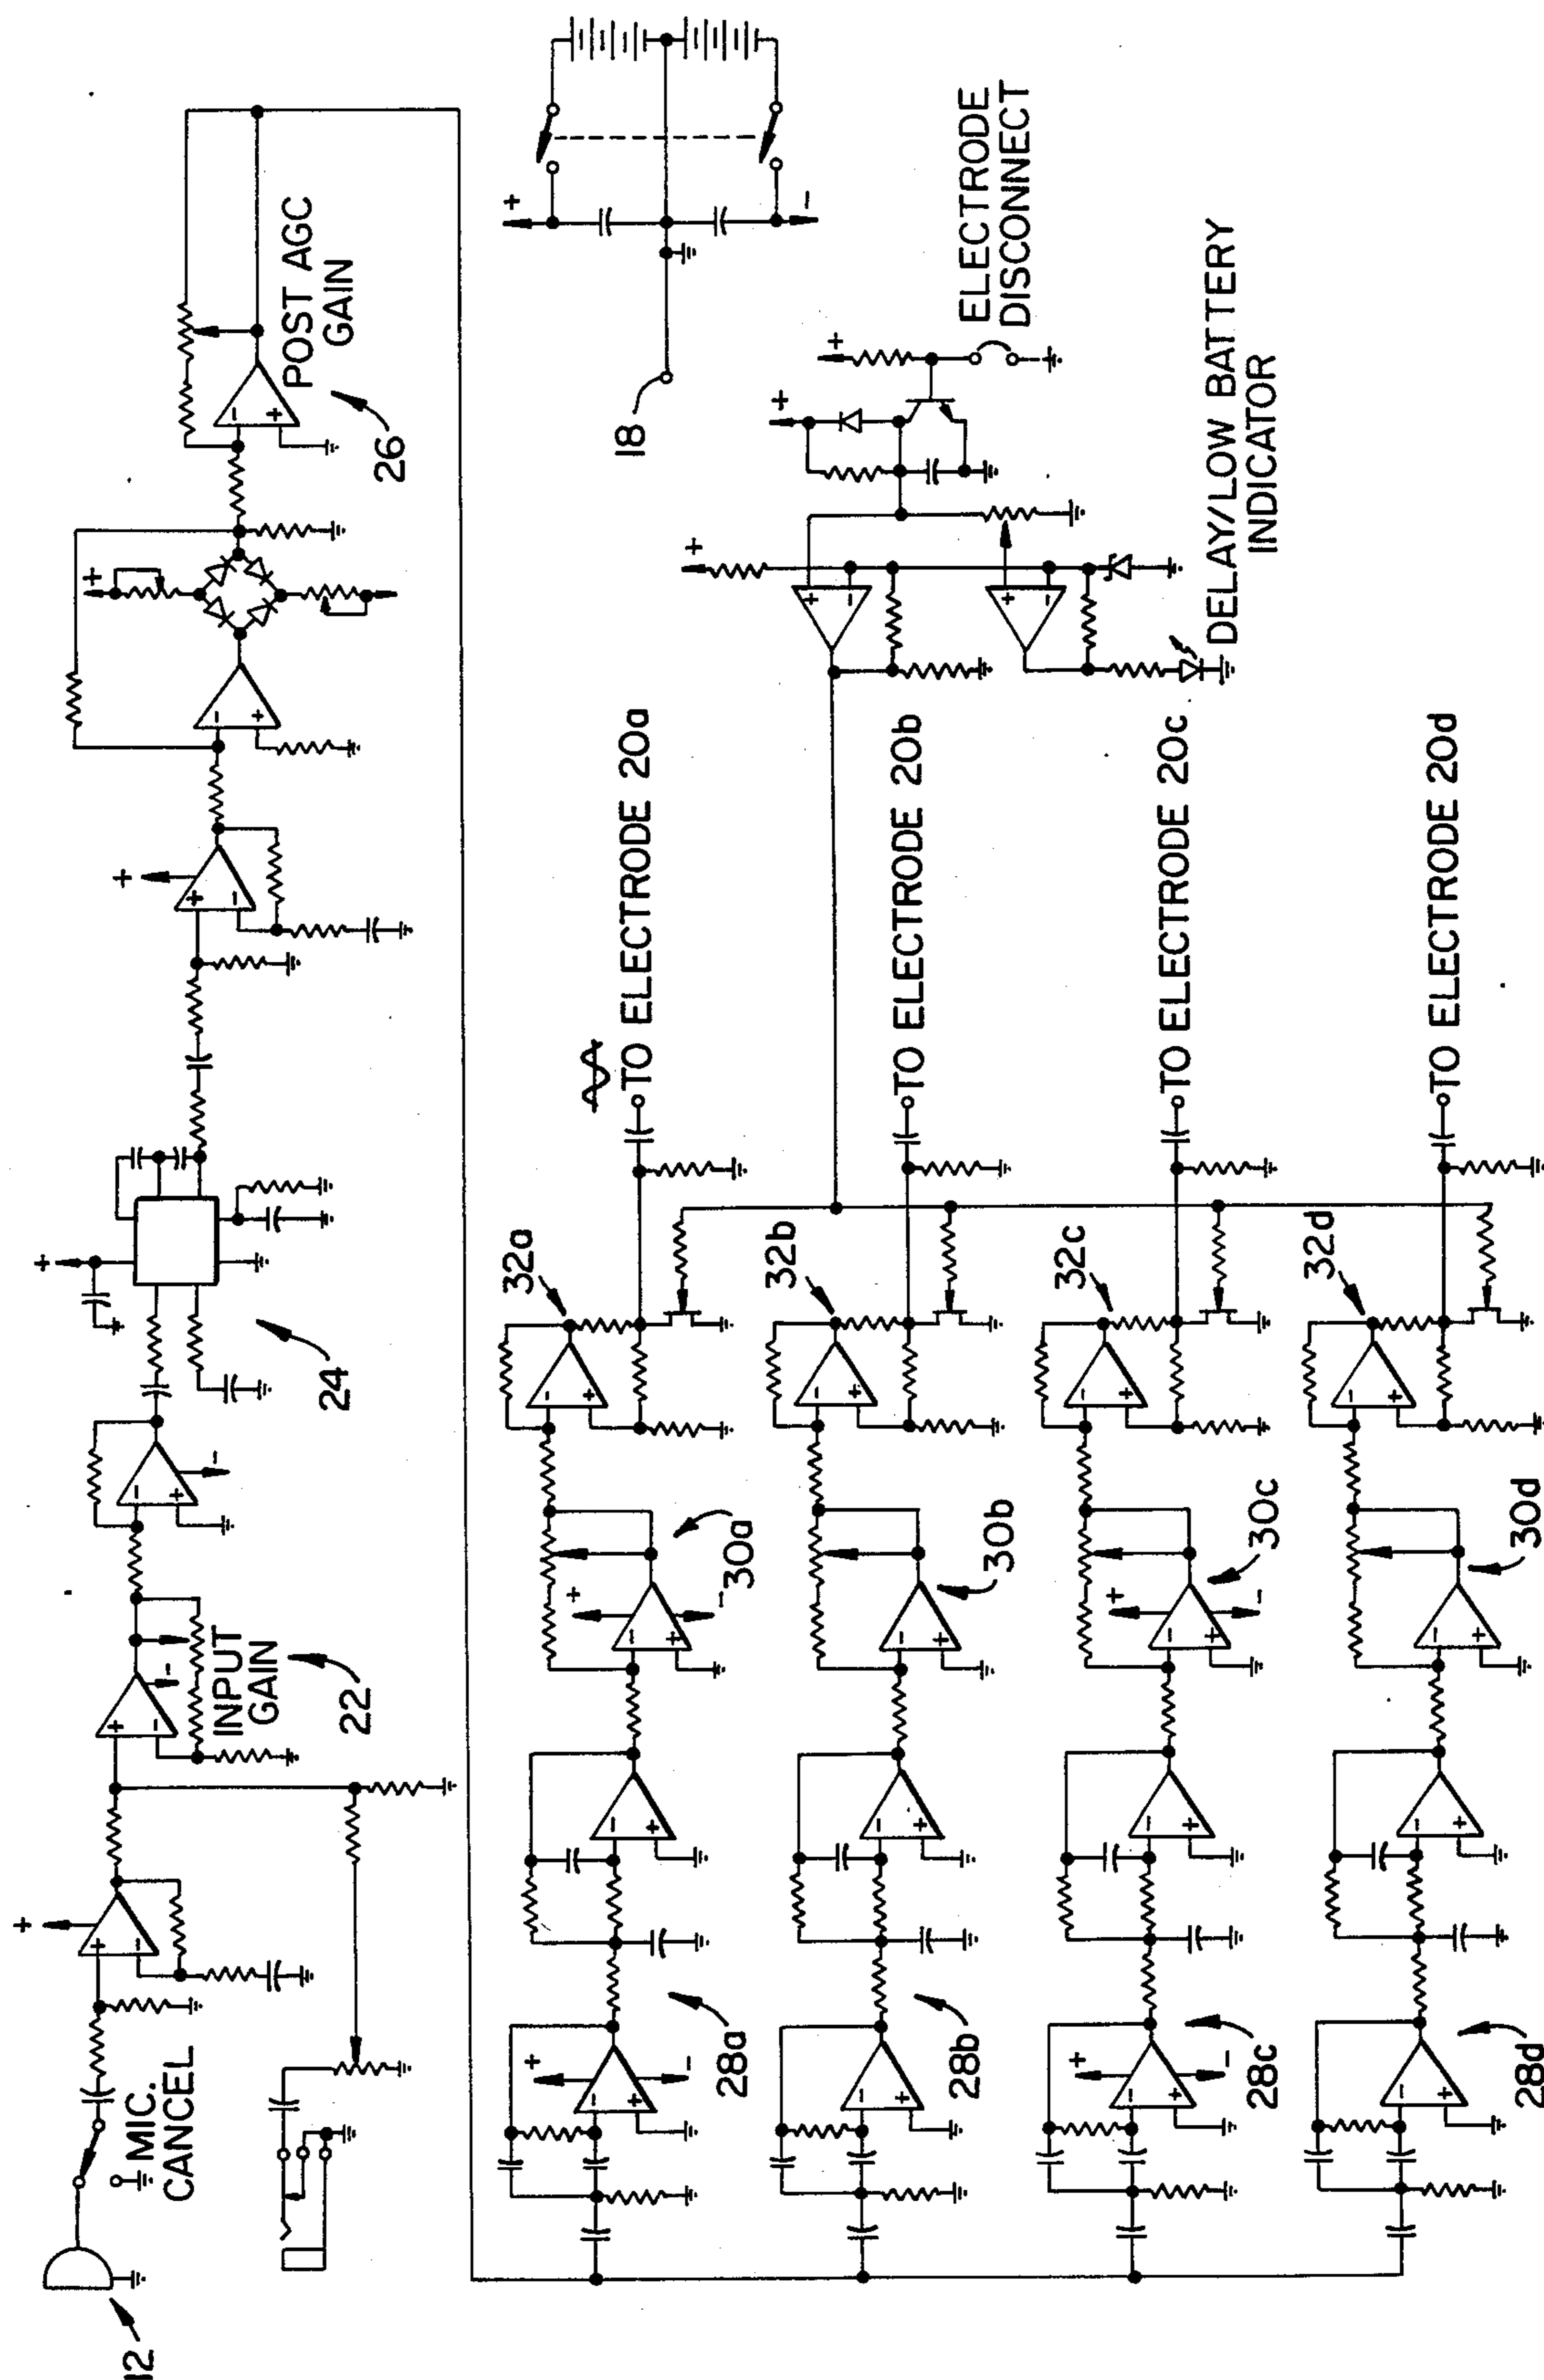 12
MIC.
CANCEL
INPUT
GAIN
22
24
POST AGC
GAIN
26
18
ELECTRODE
DISCONNECT
DELAY/LOW BATTERY
INDICATOR
28a
30a
32a
TO ELECTRODE 20a
28b
30b
32b
TO ELECTRODE 20b
28c
30c
32c
TO ELECTRODE 20c
28d
30d
32d
TO ELECTRODE 20d